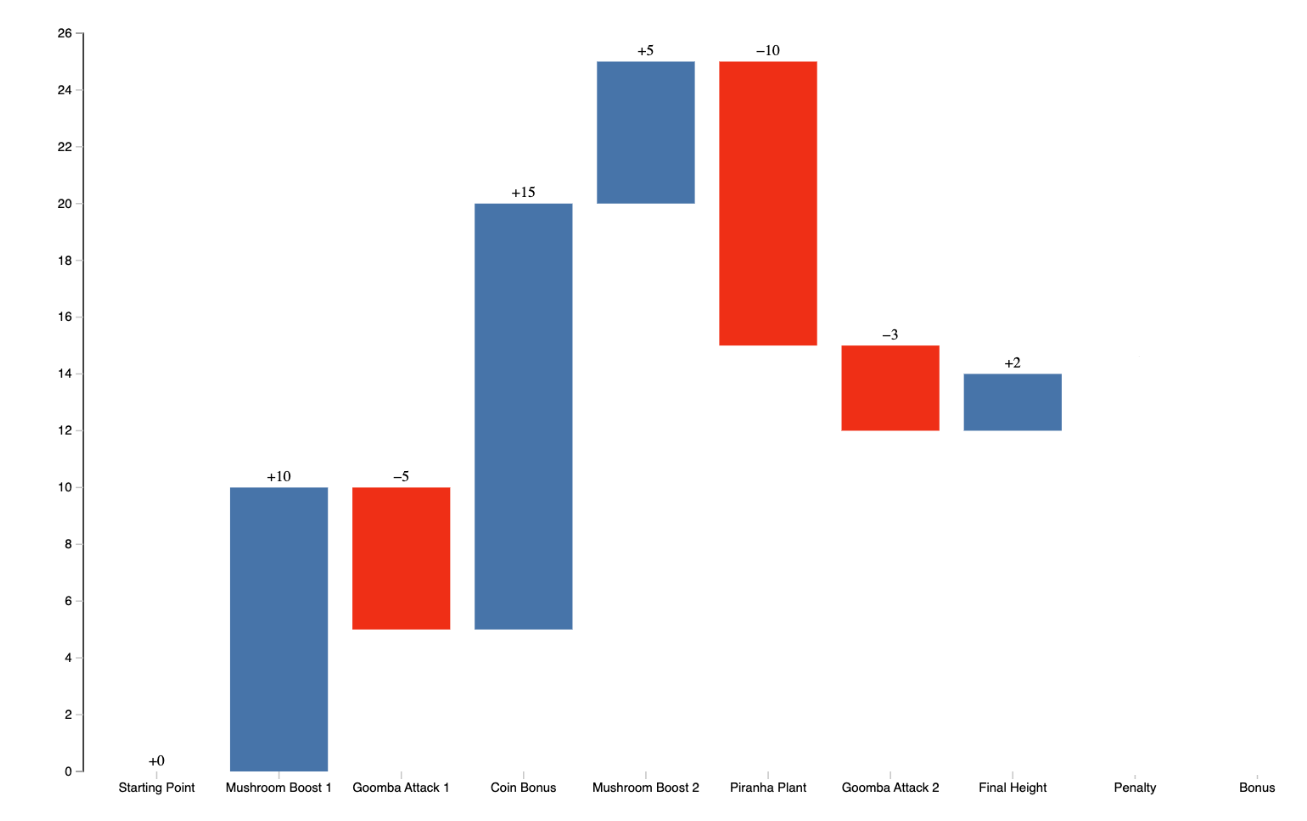 26
24
22
20
18
16
14
12
10
8
6
4
2
0
+0
+10
−5
+15
+5
−10
−3
+2
Starting Point
Mushroom Boost 1
Goomba Attack 1
Coin Bonus
Mushroom Boost 2
Piranha Plant
Goomba Attack 2
Final Height
Penalty
Bonus